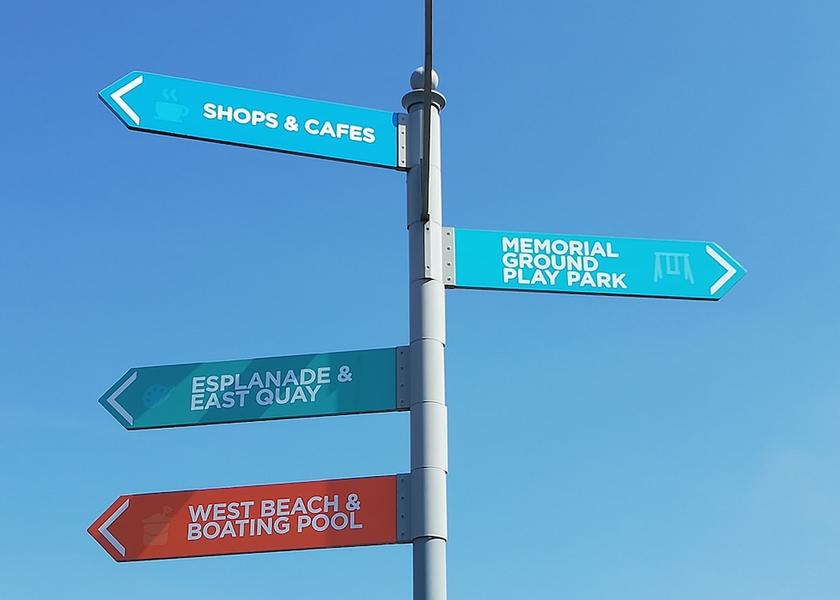 SHOPS & CAFES
MEMORIAL
GROUND
PLAY PARK
ESPLANADE &
EAST QUAY
WEST BEACH &
BOATING POOL